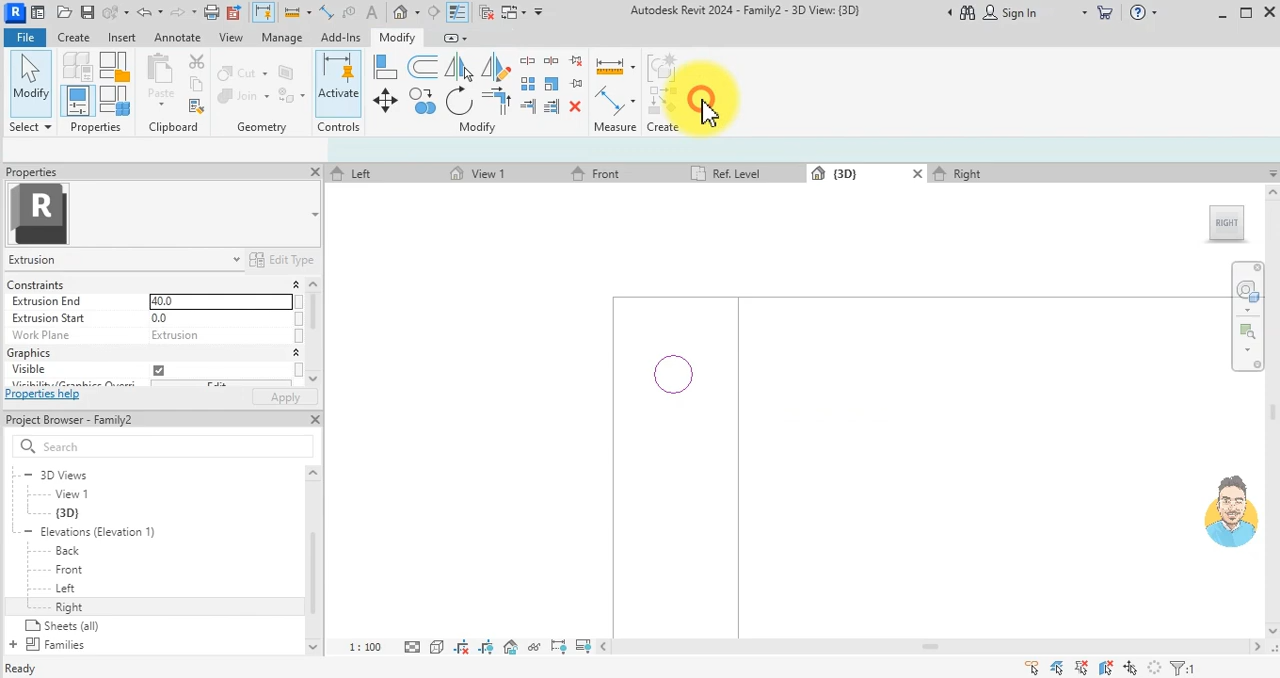 R Autodesk Revit 2024 - Family2 - 3D View: {3D} Sign In
File Create Insert Annotate View Manage Add-Ins Modify
Modify Paste Cut Join Activate
Select Properties Clipboard Geometry Controls Modify Measure Create
Properties
Left View 1 Front Ref. Level {3D} Right
R
RIGHT
Extrusion Edit Type
Constraints
Extrusion End 40.0
Extrusion Start 0.0
Work Plane Extrusion
Graphics
Visible
Visibility/Graphics Overri... Edit...
Properties help Apply
Project Browser - Family2
Search
3D Views
View 1
{3D}
Elevations (Elevation 1)
Back
Front
Left
Right
Sheets (all)
Families
1 : 100
Ready :1